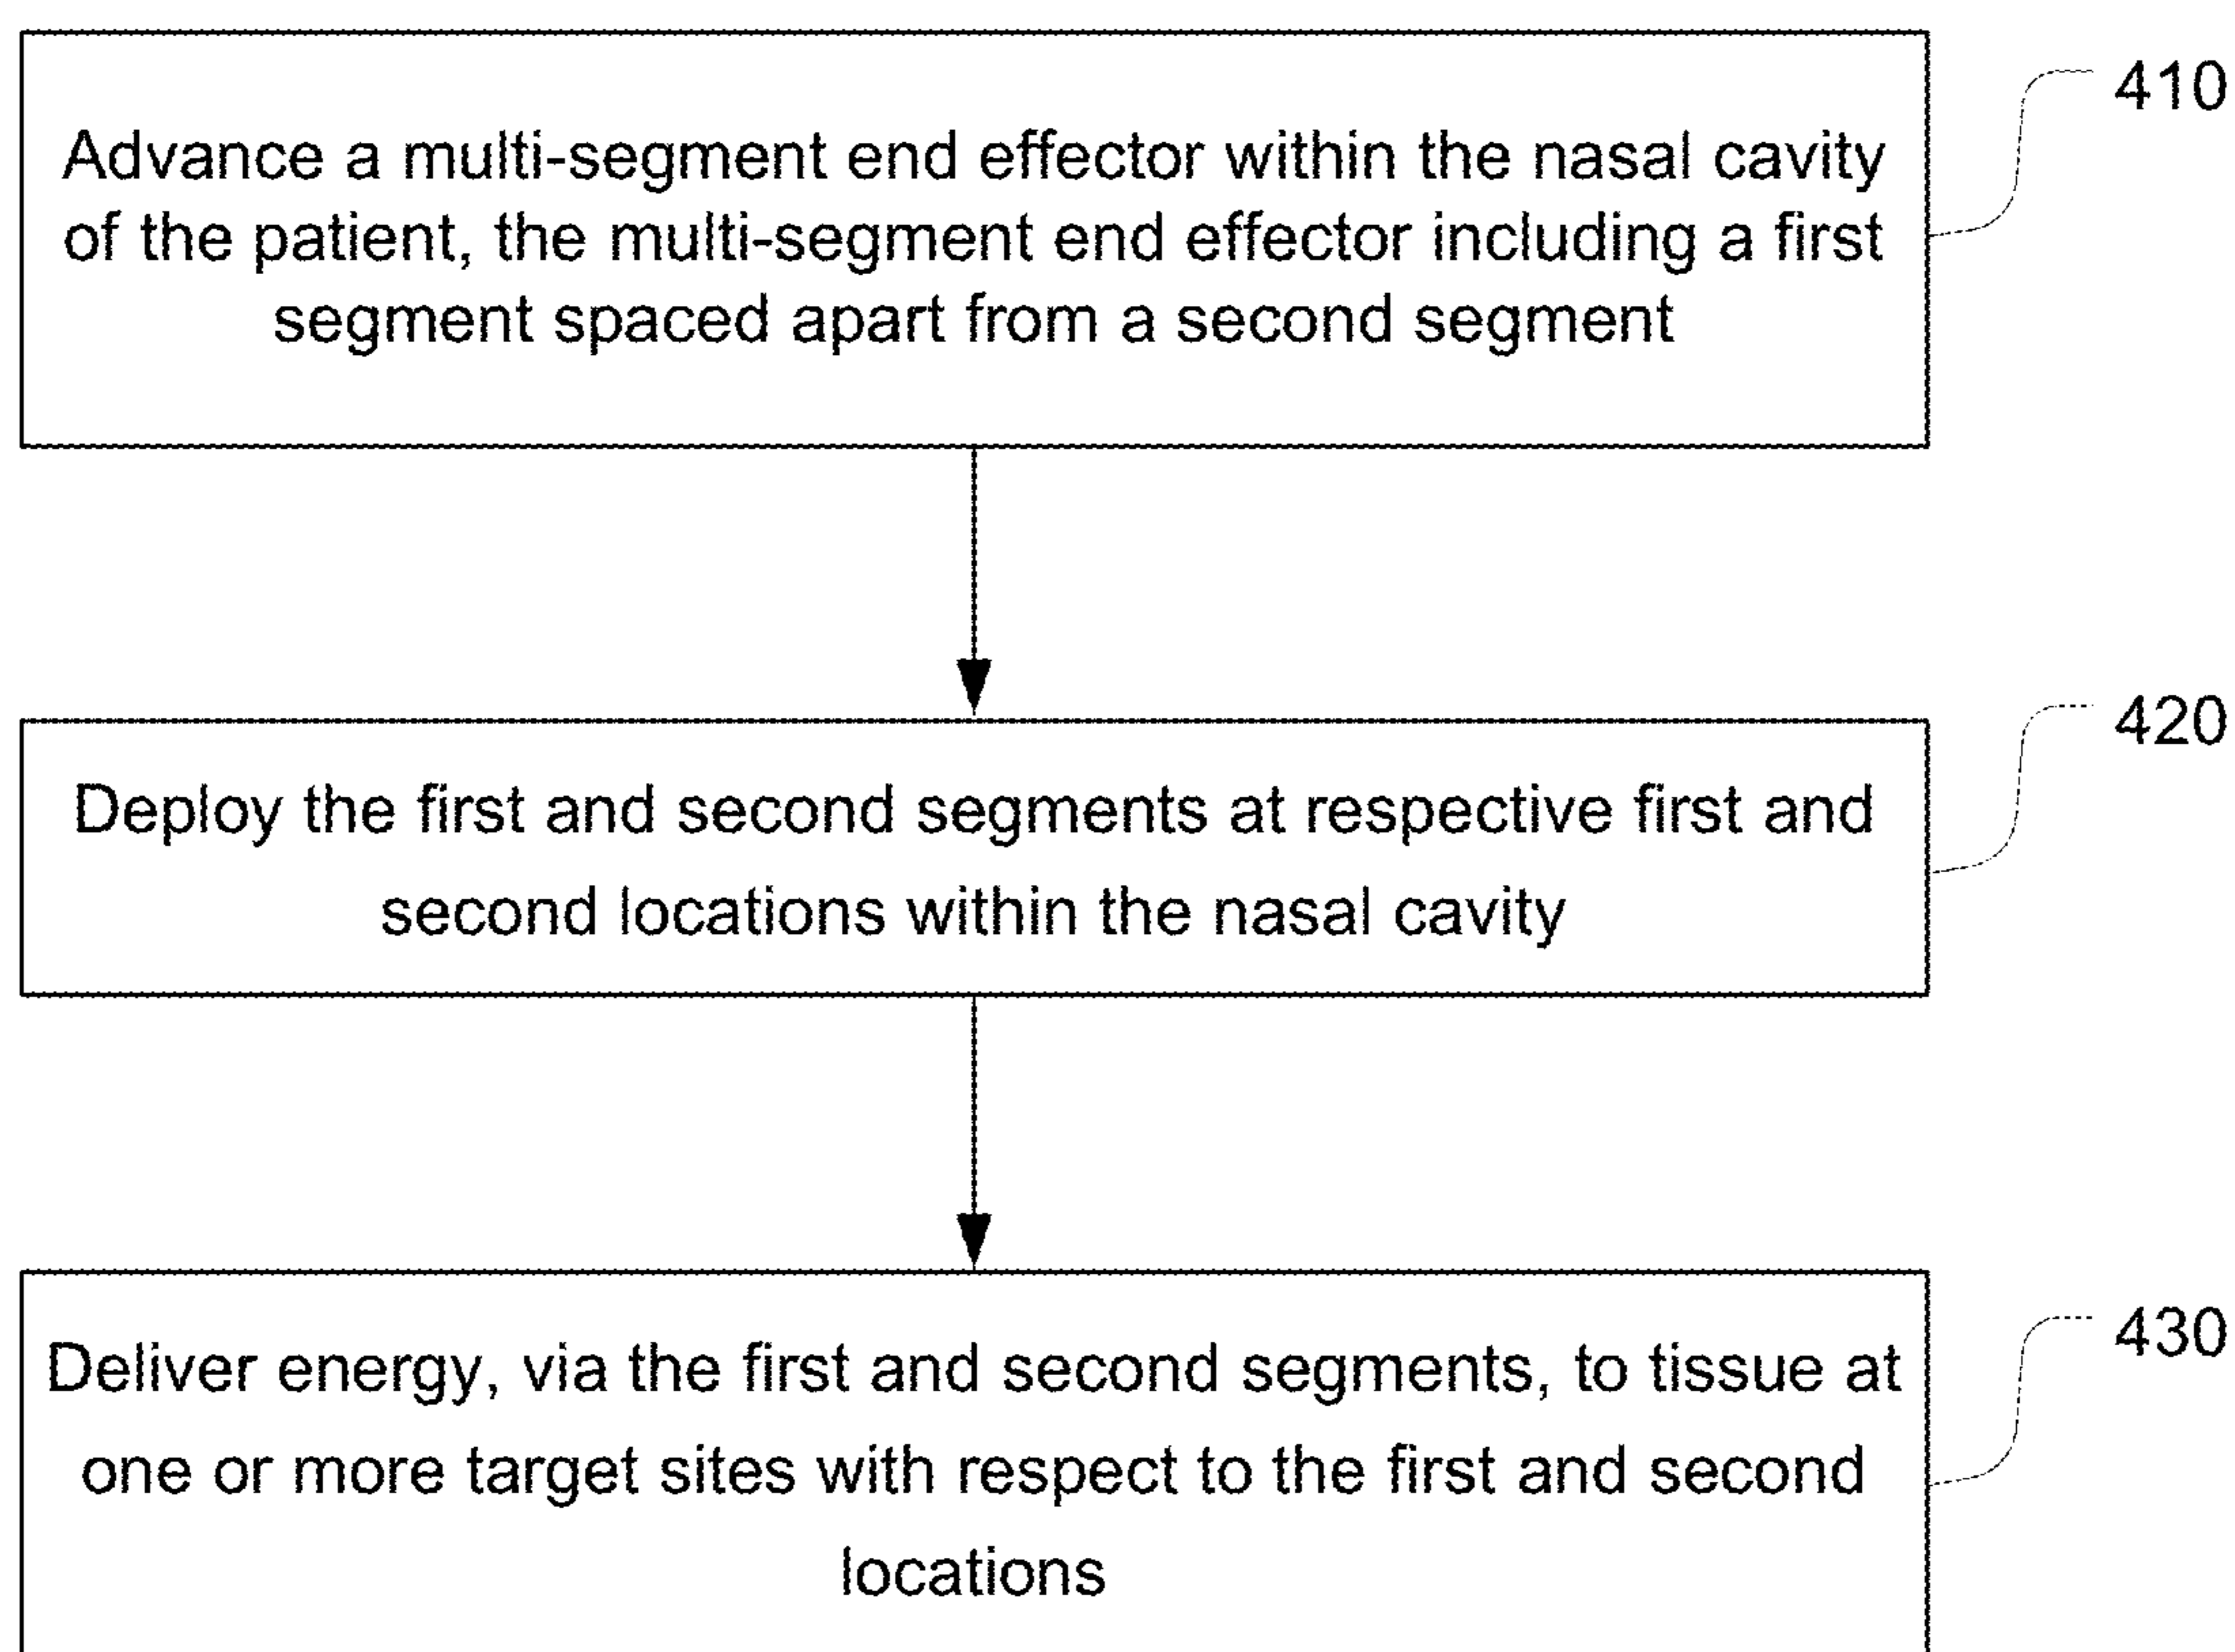 410
Advance a multi-segment end effector within the nasal cavity
of the patient, the multi-segment end effector including a first
segment spaced apart from a second segment
420
Deploy the first and second segments at respective first and
second locations within the nasal cavity
430
Deliver energy, via the first and second segments, to tissue at
one or more target sites with respect to the first and second
locations